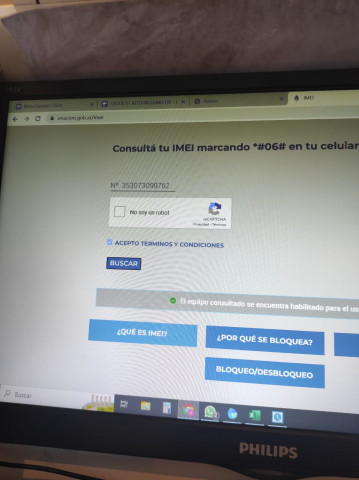 IMEI
enacom.gob.ar/imei
Consultá tu IMEI marcando *#06# en tu celular
Nº 353073099762
No soy un robot
reCAPTCHA
Privacidad - Términos
ACEPTO TERMINOS Y CONDICIONES
BUSCAR
El equipo consultado se encuentra habilitado para el us
¿QUÉ ES IMEI?
¿POR QUÉ SE BLOQUEA?
BLOQUEO/DESBLOQUEO
Buscar
PHILIPS